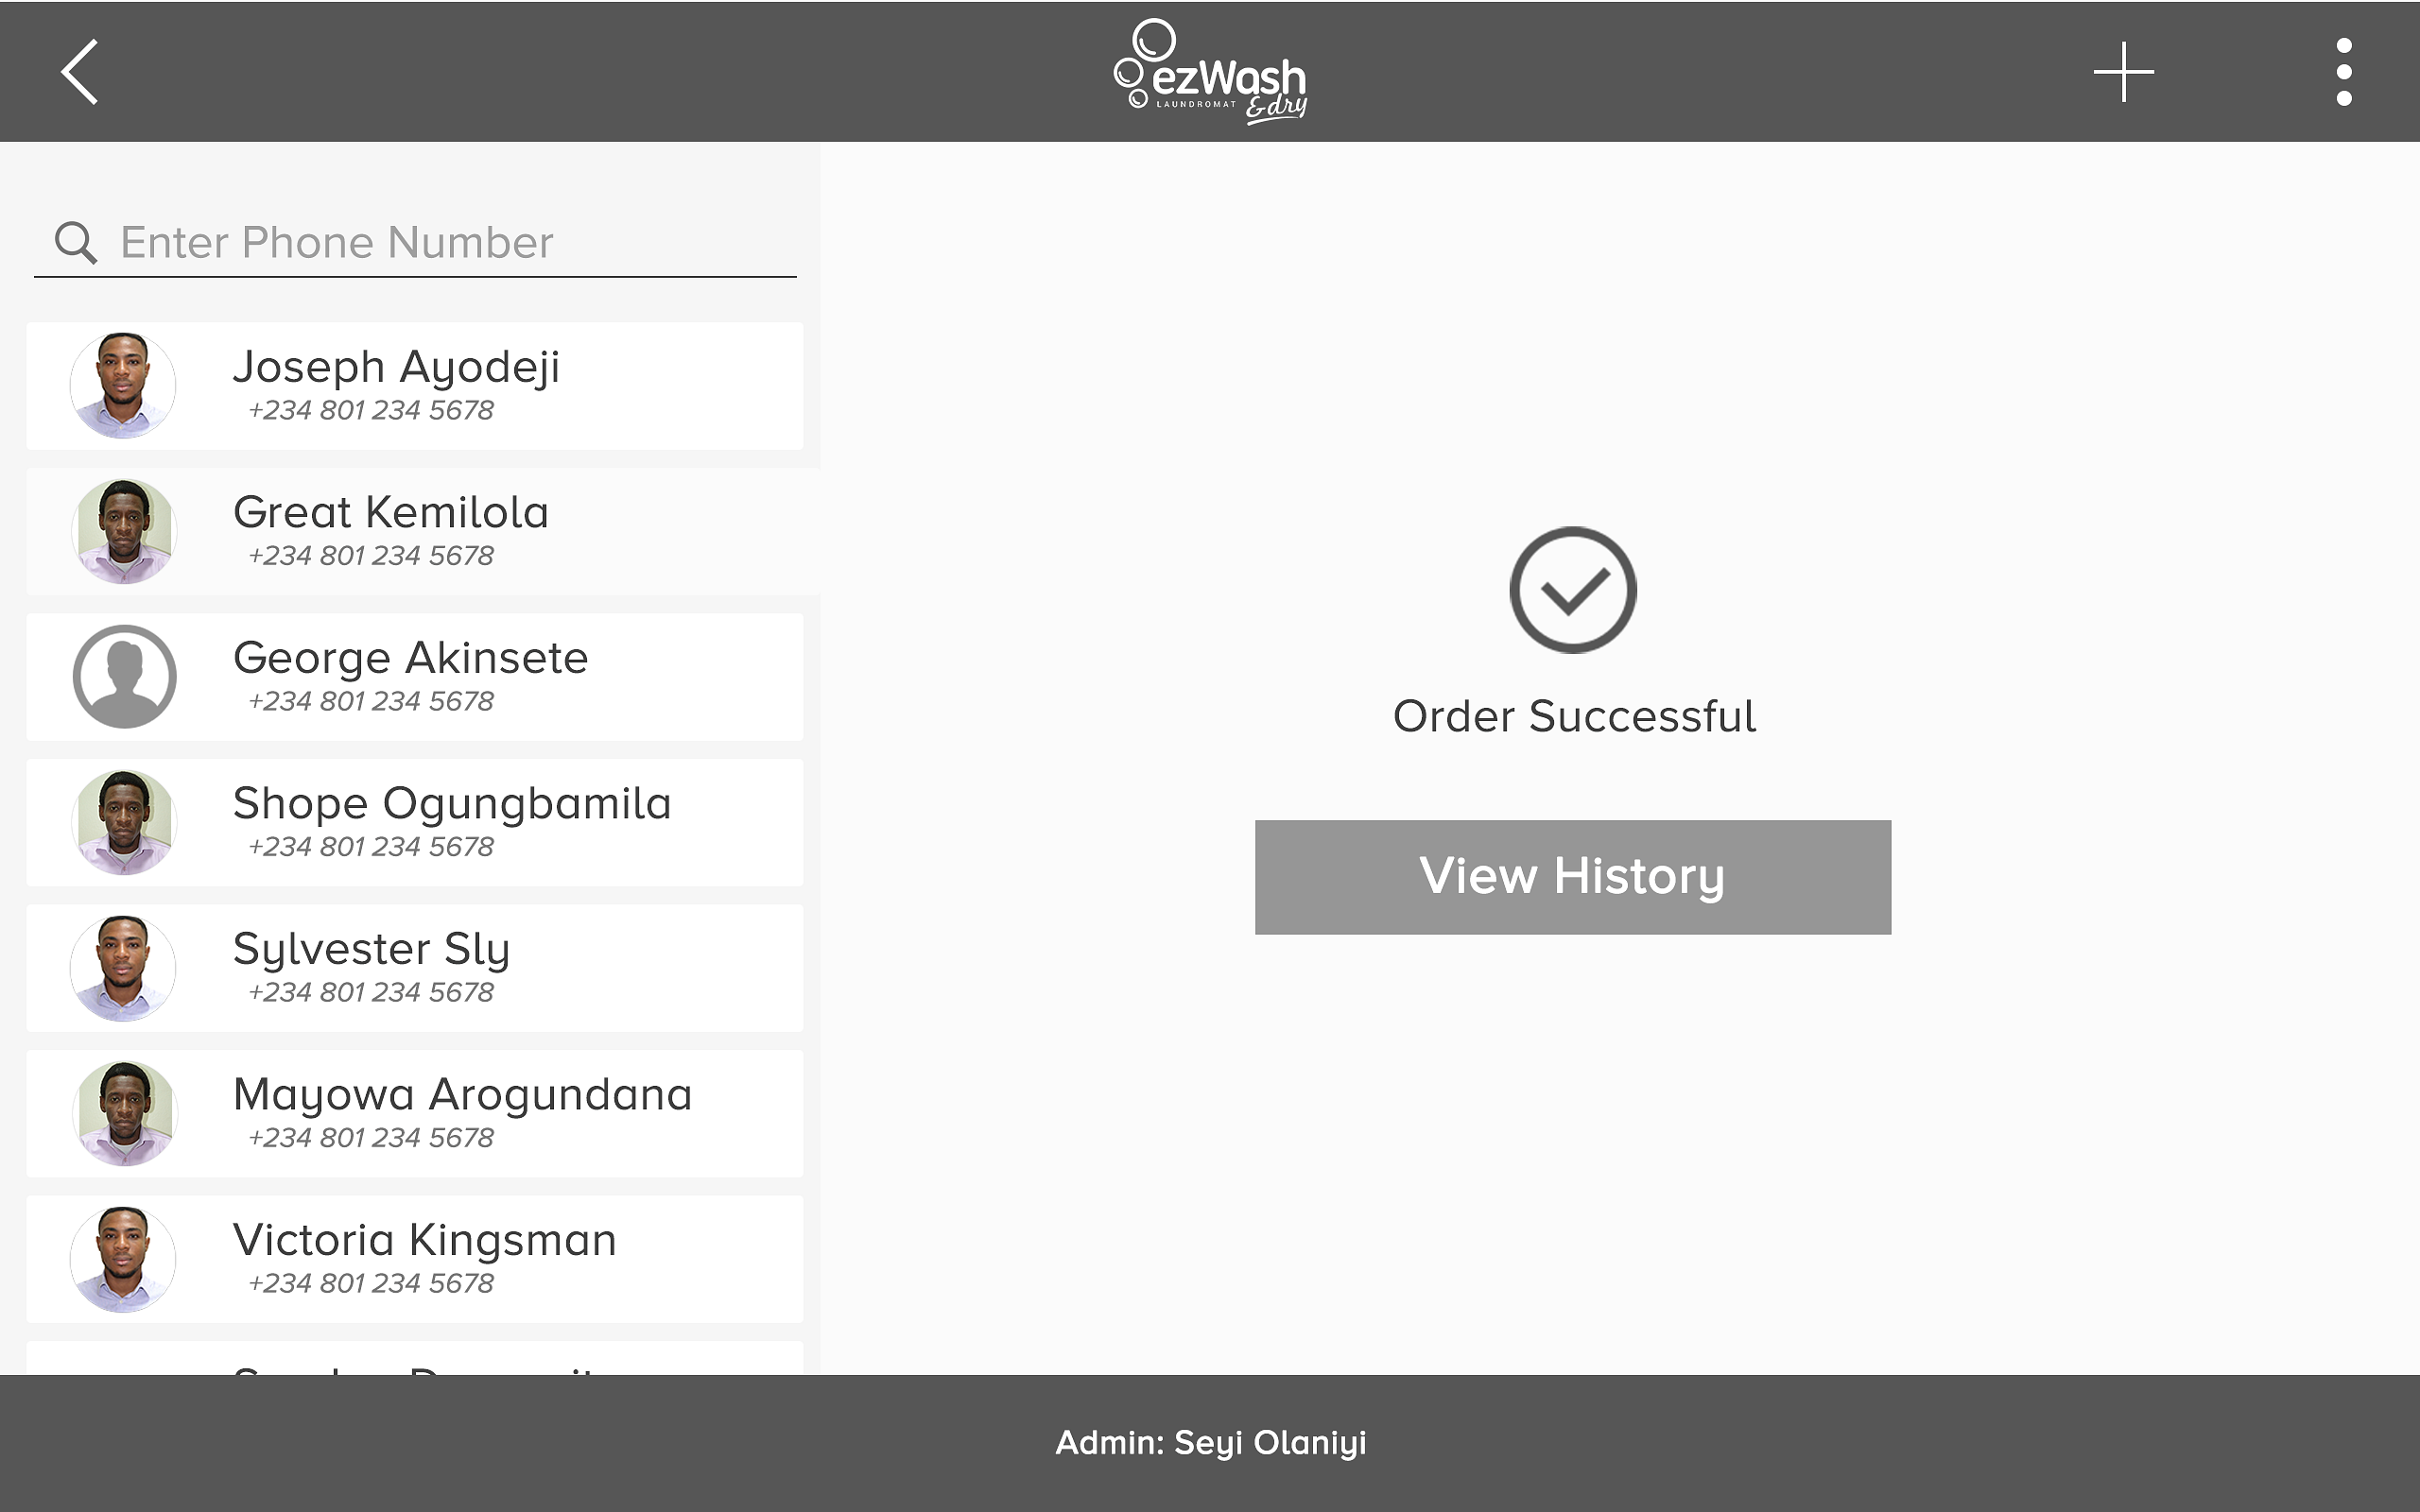 ezWash
LAUNDROMAT &dry
Enter Phone Number
Joseph Ayodeji
+234 801 234 5678
Great Kemilola
+234 801 234 5678
George Akinsete
+234 801 234 5678
Shope Ogungbamila
+234 801 234 5678
Sylvester Sly
+234 801 234 5678
Mayowa Arogundana
+234 801 234 5678
Victoria Kingsman
+234 801 234 5678
Order Successful
View History
Admin: Seyi Olaniyi